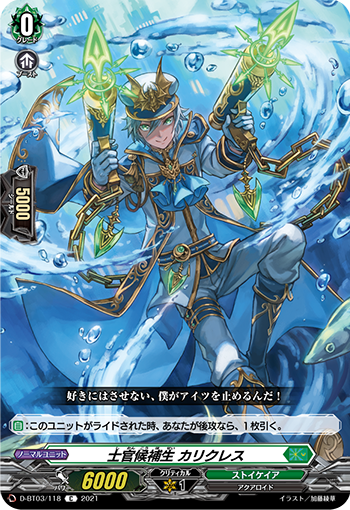 0
グレード
ブースト
5000
シールド
好きにはさせない、僕がアイツを止めるんだ！
：このユニットがライドされた時、あなたが後攻なら、1枚引く。
ノーマルユニット
士官候補生 カリクレス
パワー
6000
クリティカル
1
ストイケイア
アクアロイド
D-BT03/118 C 2021
イラスト／加藤綾華